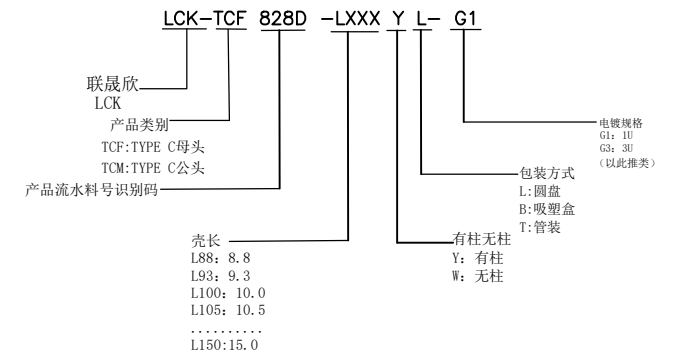 LCK-TCF 828D -LXXX Y L- G1
联晟欣
LCK
产品类别
TCF:TYPE C母头
TCM:TYPE C公头
产品流水料号识别码
壳长
L88: 8.8
L93: 9.3
L100: 10.0
L105: 10.5
..........
L150:15.0
有柱无柱
Y: 有柱
W: 无柱
包装方式
L:圆盘
B:吸塑盒
T:管装
电镀规格
G1: 1U
G3: 3U
(以此推类)